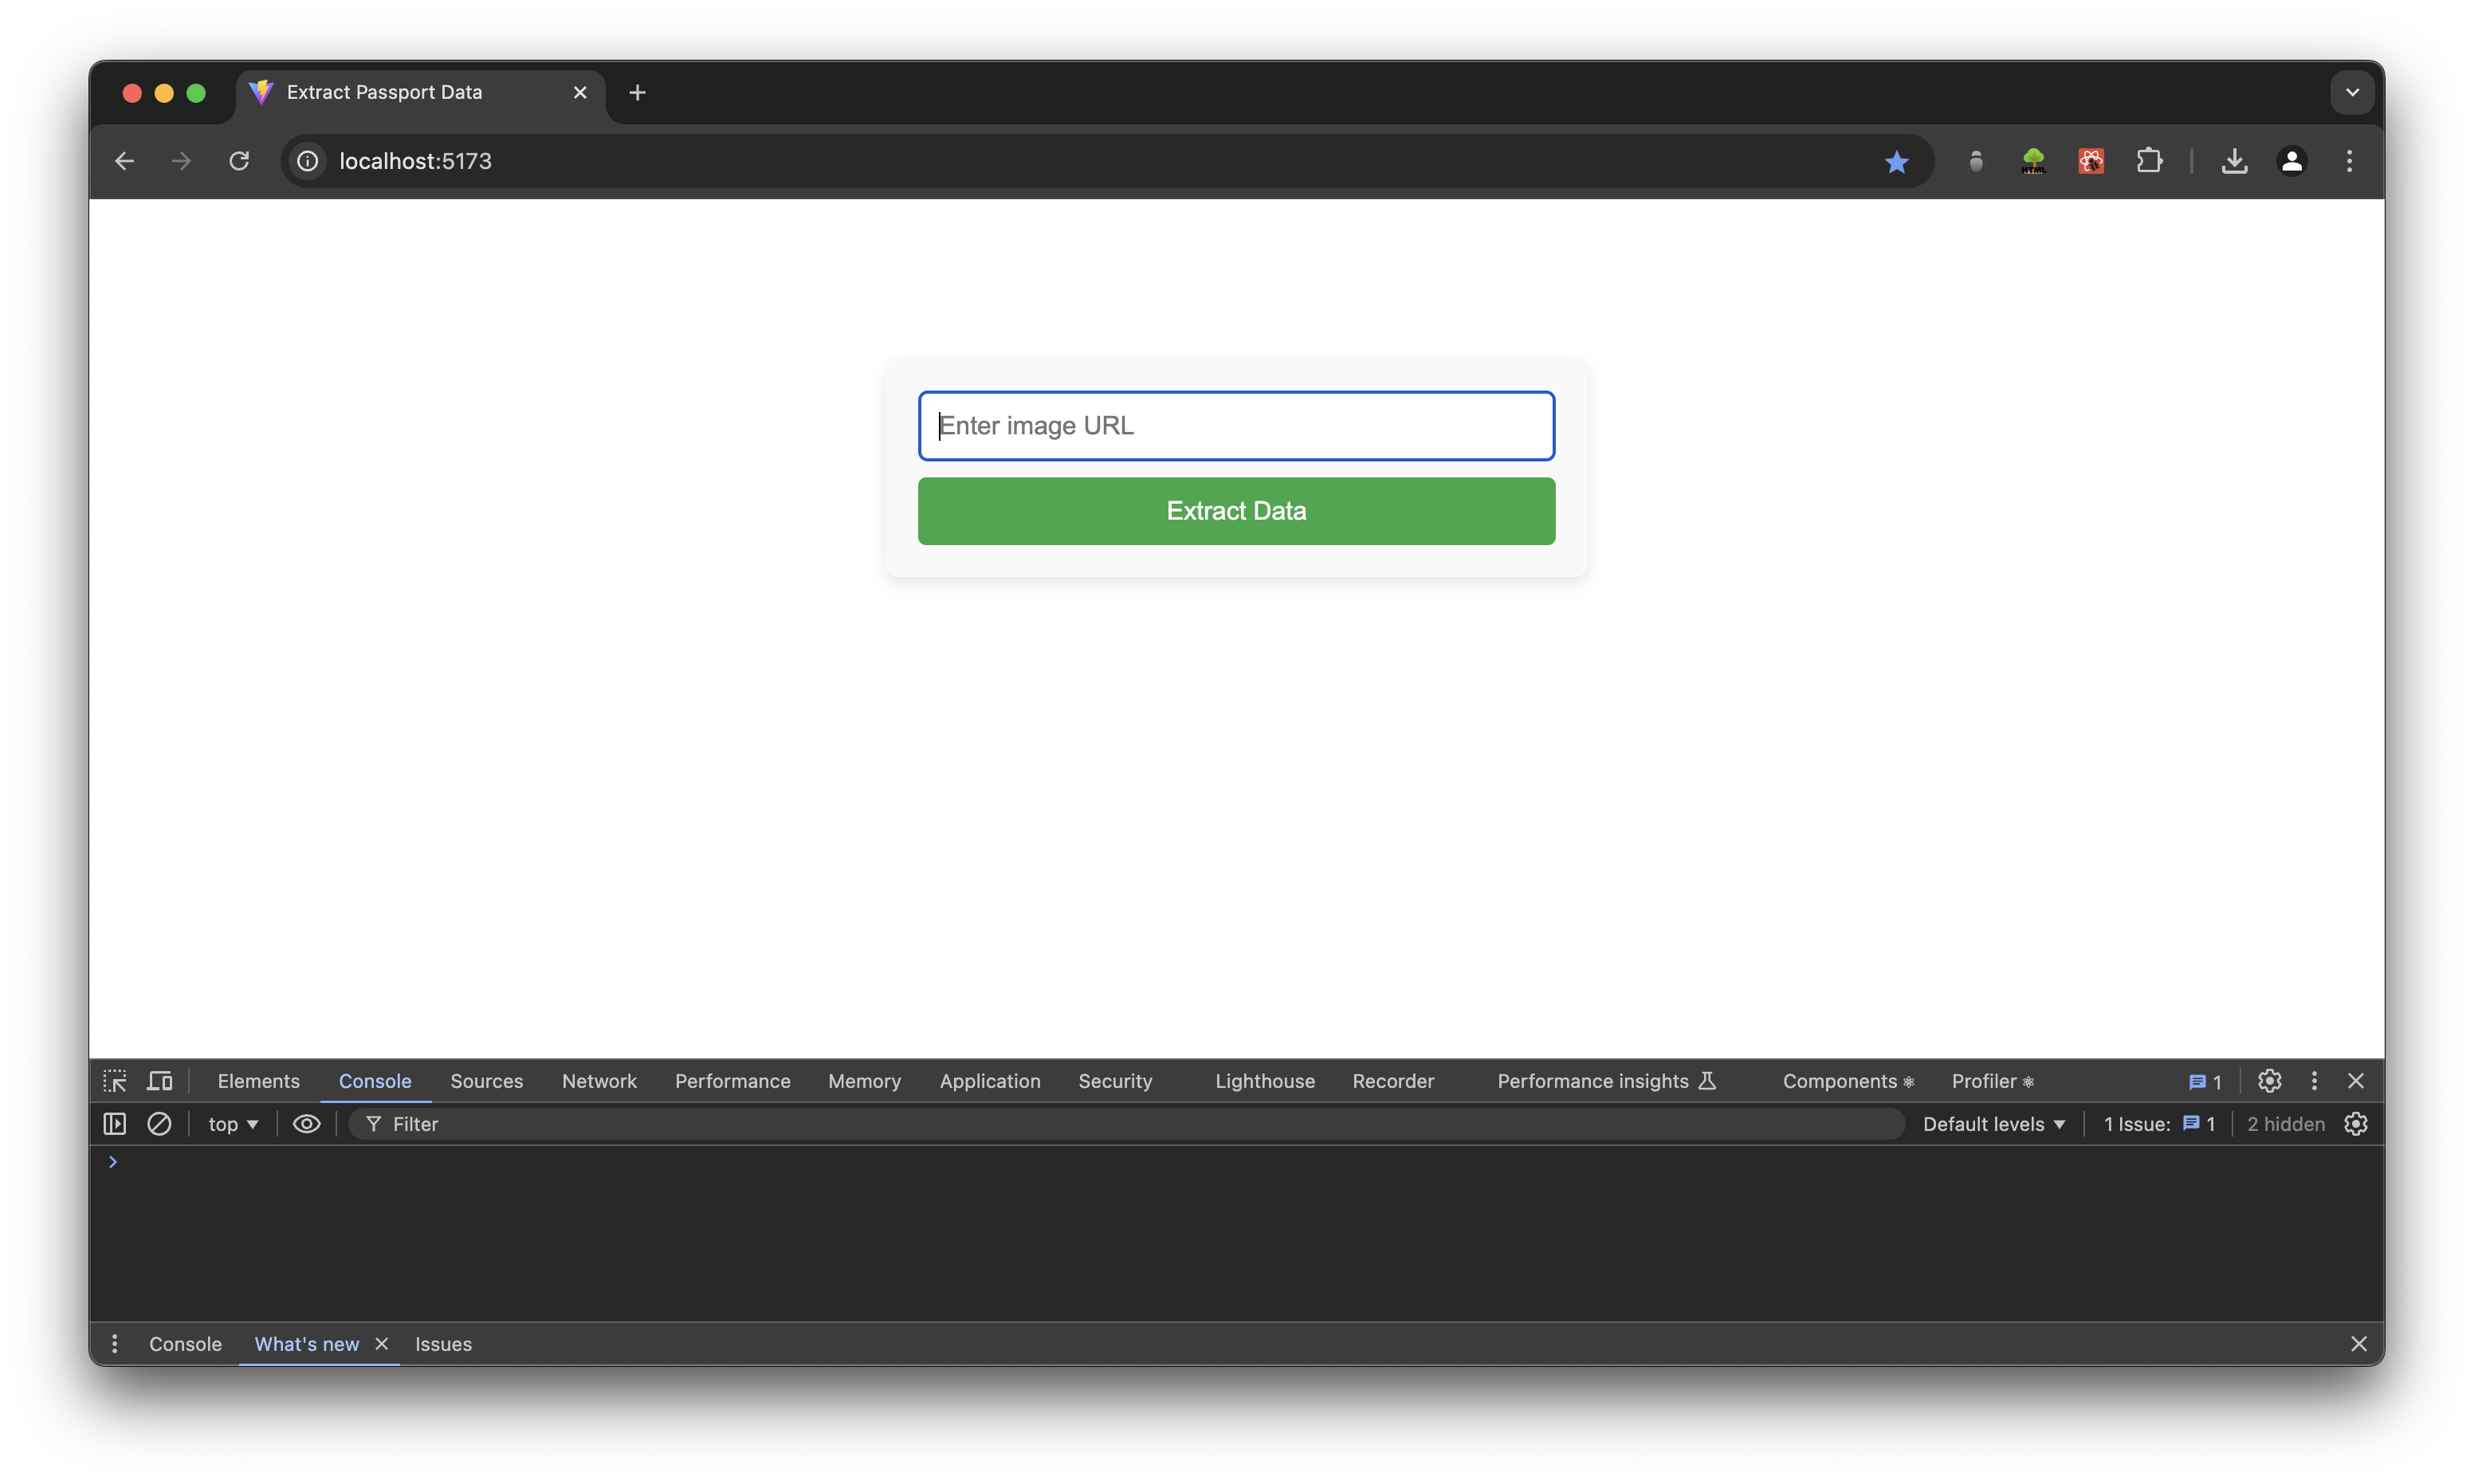 Extract Passport Data
localhost:5173
HTML
Enter image URL
Extract Data
Elements Console Sources Network Performance Memory Application Security Lighthouse Recorder Performance insights Components Profiler 1
top Filter Default levels 1 Issue: 1 2 hidden
Console What's new Issues